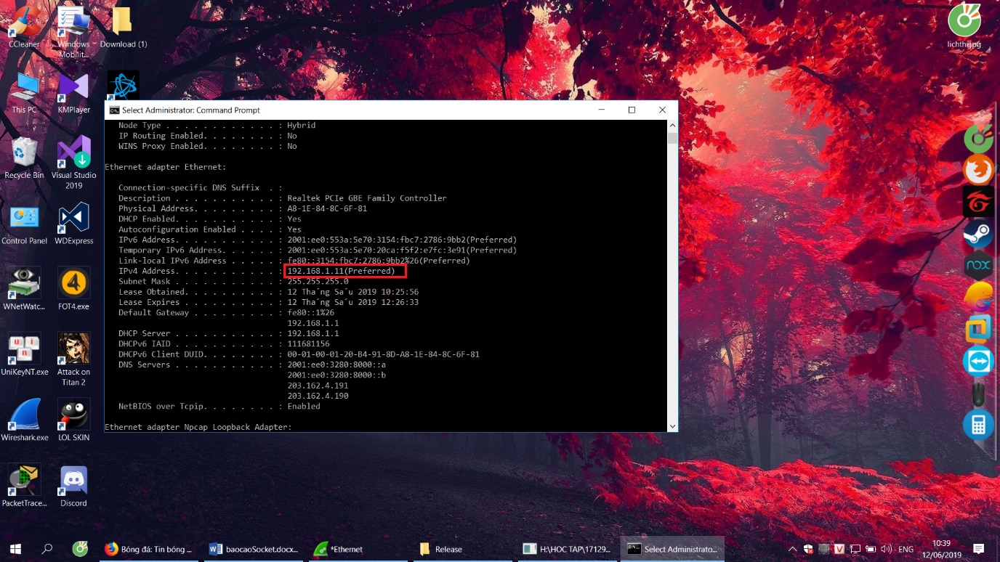 CCleaner
Windows
Mobilit...
Download (1)
lichthi.jpg
This PC
KMPlayer
Recycle Bin
Visual Studio
2019
Control Panel
WDExpress
WNetWatc...
FOT4.exe
UniKeyNT.exe
Attack on
Titan 2
Wireshark.exe
LOL SKIN
PacketTrace...
Discord
Select Administrator: Command Prompt
Node Type . . . . . . . . . . . . : Hybrid
IP Routing Enabled. . . . . . . . : No
WINS Proxy Enabled. . . . . . . . : No
Ethernet adapter Ethernet:
Connection-specific DNS Suffix  . :
Description . . . . . . . . . . . : Realtek PCIe GBE Family Controller
Physical Address. . . . . . . . . : A8-1E-84-8C-6F-81
DHCP Enabled. . . . . . . . . . . : Yes
Autoconfiguration Enabled . . . . : Yes
IPv6 Address. . . . . . . . . . . : 2001:ee0:553a:5e70:3154:fbc7:2786:9bb2(Preferred)
Temporary IPv6 Address. . . . . . : 2001:ee0:553a:5e70:20ca:f5f2:e7fc:3e91(Preferred)
Link-local IPv6 Address . . . . . : fe80::3154:fbc7:2786:9bb2%26(Preferred)
IPv4 Address. . . . . . . . . . . : 192.168.1.11(Preferred)
Subnet Mask . . . . . . . . . . . : 255.255.255.0
Lease Obtained. . . . . . . . . . : 12 Tha´ng Sa´u 2019 10:25:56
Lease Expires . . . . . . . . . . : 12 Tha´ng Sa´u 2019 12:26:33
Default Gateway . . . . . . . . . : fe80::1%26
192.168.1.1
DHCP Server . . . . . . . . . . . : 192.168.1.1
DHCPv6 IAID . . . . . . . . . . . : 111681156
DHCPv6 Client DUID. . . . . . . . : 00-01-00-01-20-B4-91-8D-A8-1E-84-8C-6F-81
DNS Servers . . . . . . . . . . . : 2001:ee0:3280:8000::a
2001:ee0:3280:8000::b
203.162.4.191
203.162.4.190
NetBIOS over Tcpip. . . . . . . . : Enabled
Ethernet adapter Npcap Loopback Adapter:
nox
Bóng đá: Tin bóng ...
baocaoSocket.docx...
*Ethernet
Release
H:\HOC TAP\17129...
Select Administrato...
ENG
10:39
12/06/2019